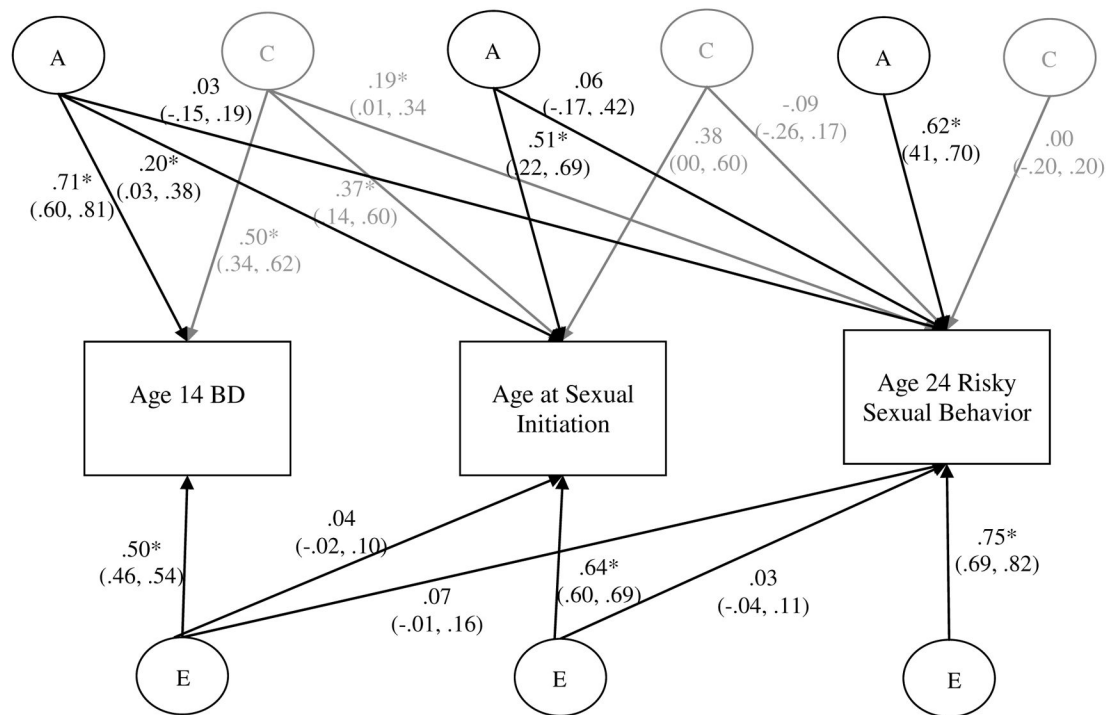 A
C
A
C
A
C
.03
(-.15, .19)
.19*
(.01, .34
.06
(-.17, .42)
-.09
(-.26, .17)
.62*
(41, .70)
.00
(-.20, .20)
.71*
(.60, .81)
.20*
(.03, .38)
.51*
(.22, .69)
.38
(00, .60)
.50*
(.34, .62)
.37*
(.14, .60)
Age 14 BD
Age at Sexual
Initiation
Age 24 Risky
Sexual Behavior
.50*
(.46, .54)
.04
(-.02, .10)
.07
(-.01, .16)
.64*
(.60, .69)
.03
(-.04, .11)
.75*
(.69, .82)
E
E
E